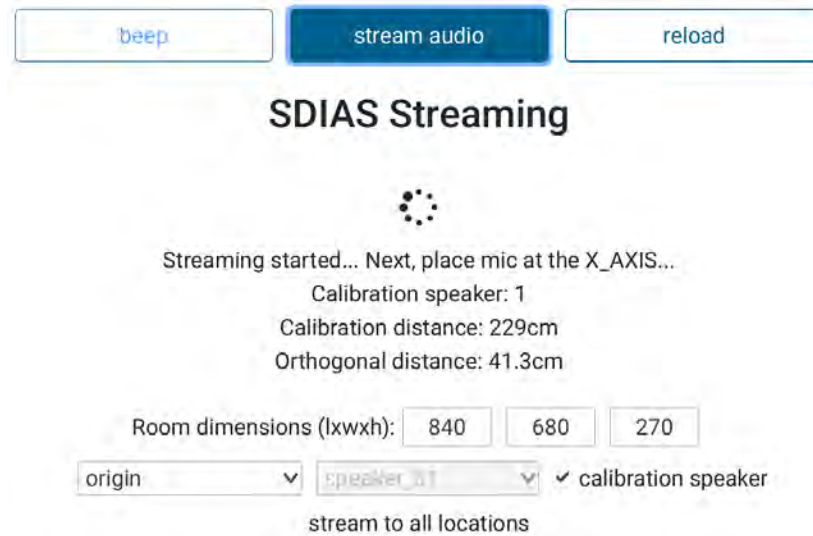 beep stream audio reload
SDIAS Streaming
Streaming started... Next, place mic at the X_AXIS...
Calibration speaker: 1
Calibration distance: 229cm
Orthogonal distance: 41.3cm
Room dimensions (lxwxh): 840 680 270
origin speaker_01 calibration speaker
stream to all locations